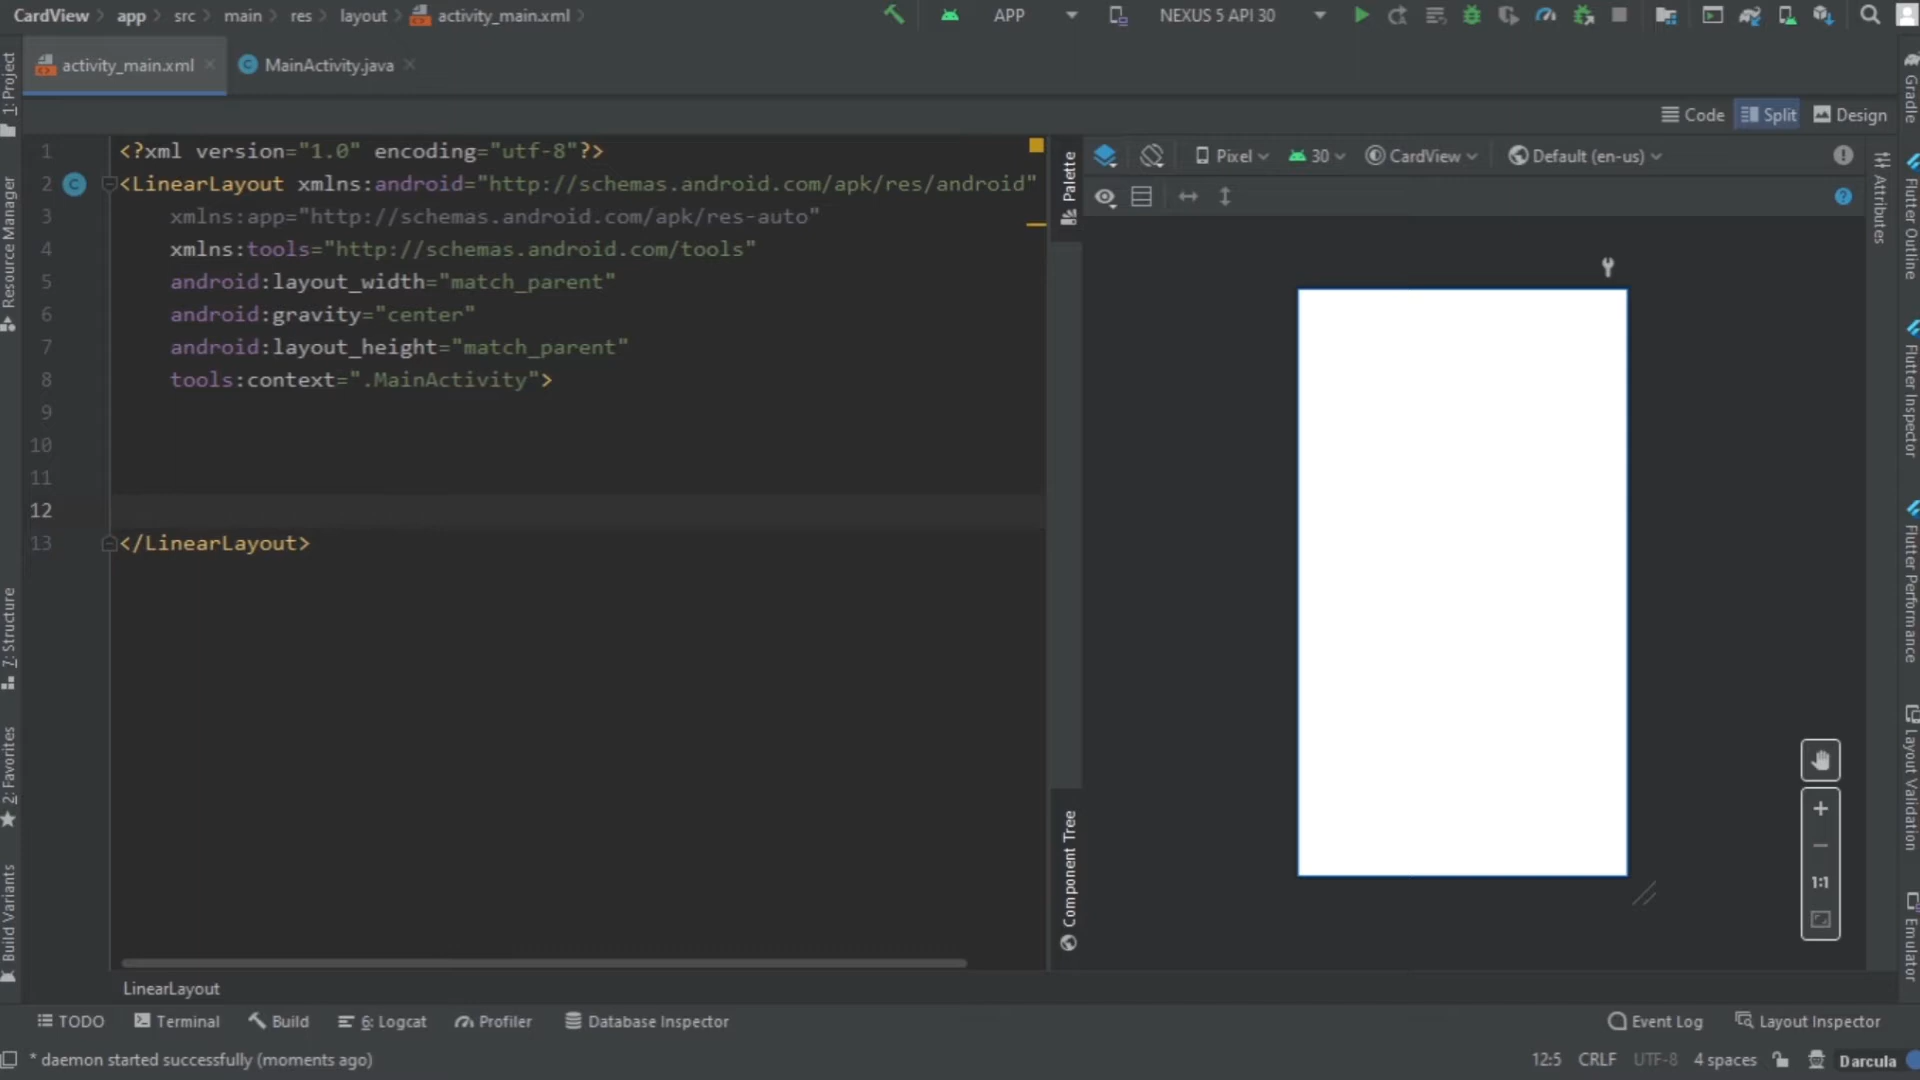 CardView app src main res layout activity_main.xml APP NEXUS 5 API 30
activity_main.xml MainActivity.java
Code Split Design
1 <?xml version="1.0" encoding="utf-8"?>
2 <LinearLayout xmlns:android="http://schemas.android.com/apk/res/android"
3 xmlns:app="http://schemas.android.com/apk/res-auto"
4 xmlns:tools="http://schemas.android.com/tools"
5 android:layout_width="match_parent"
6 android:gravity="center"
7 android:layout_height="match_parent"
8 tools:context=".MainActivity">
9
10
11
12
13 </LinearLayout>
Pixel 30 CardView Default (en-us)
1:1
LinearLayout
TODO Terminal Build 6: Logcat Profiler Database Inspector Event Log Layout Inspector
* daemon started successfully (moments ago) 12:5 CRLF UTF-8 4 spaces Darcula
1: Project
Resource Manager
7: Structure
2: Favorites
Build Variants
Palette
Component Tree
Attributes
Gradle
Flutter Outline
Flutter Inspector
Flutter Performance
Layout Validation
Emulator